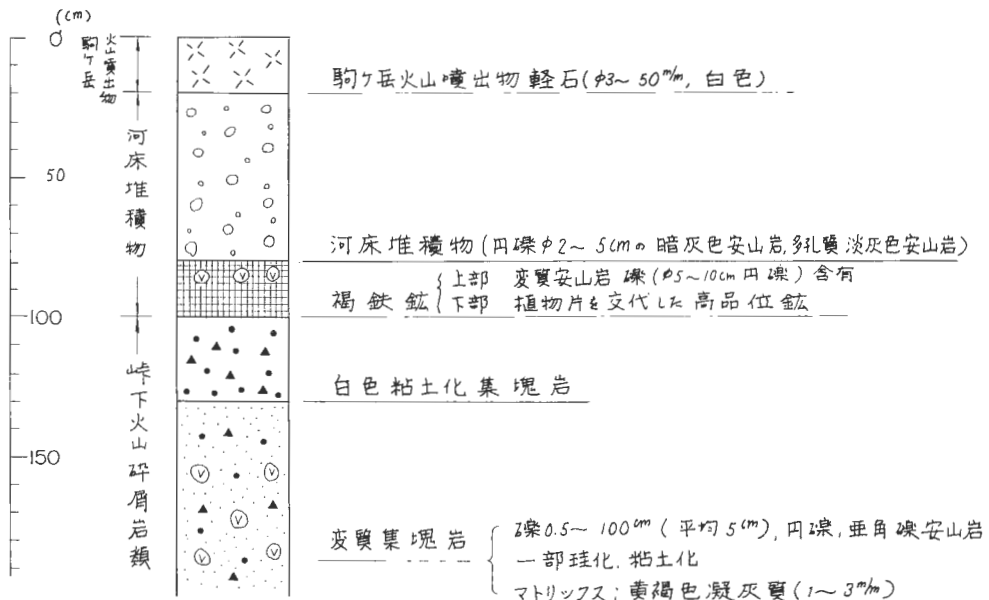 (cm)
0
駒ヶ岳
火山噴出物
駒ヶ岳火山噴出物軽石(φ3~50m/m, 白色)
河床堆積物
50
河床堆積物(円礫φ2~5cmの暗灰色安山岩,多孔質淡灰色安山岩)
褐鉄鉱
上部 変質安山岩礫(φ5~10cm円礫)含有
下部 植物片を交代した高品位鉱
100
峠下火山砕屑岩類
白色粘土化集塊岩
150
変質集塊岩
礫0.5~100cm(平均5cm), 円礫, 亜角礫安山岩
一部珪化, 粘土化
マトリックス; 黄褐色凝灰質(1~3m/m)